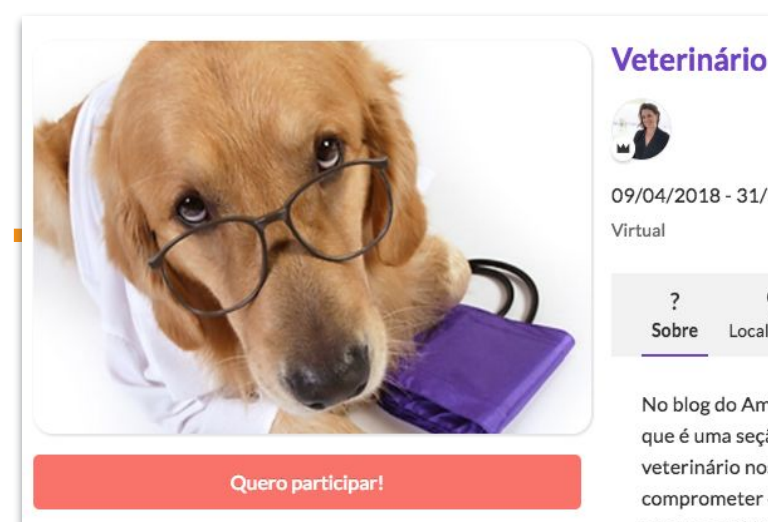 Veterinário
09/04/2018 - 31/
Virtual
?
Sobre Local
No blog do Am
que é uma seçã
veterinário no
comprometer
Quero participar!